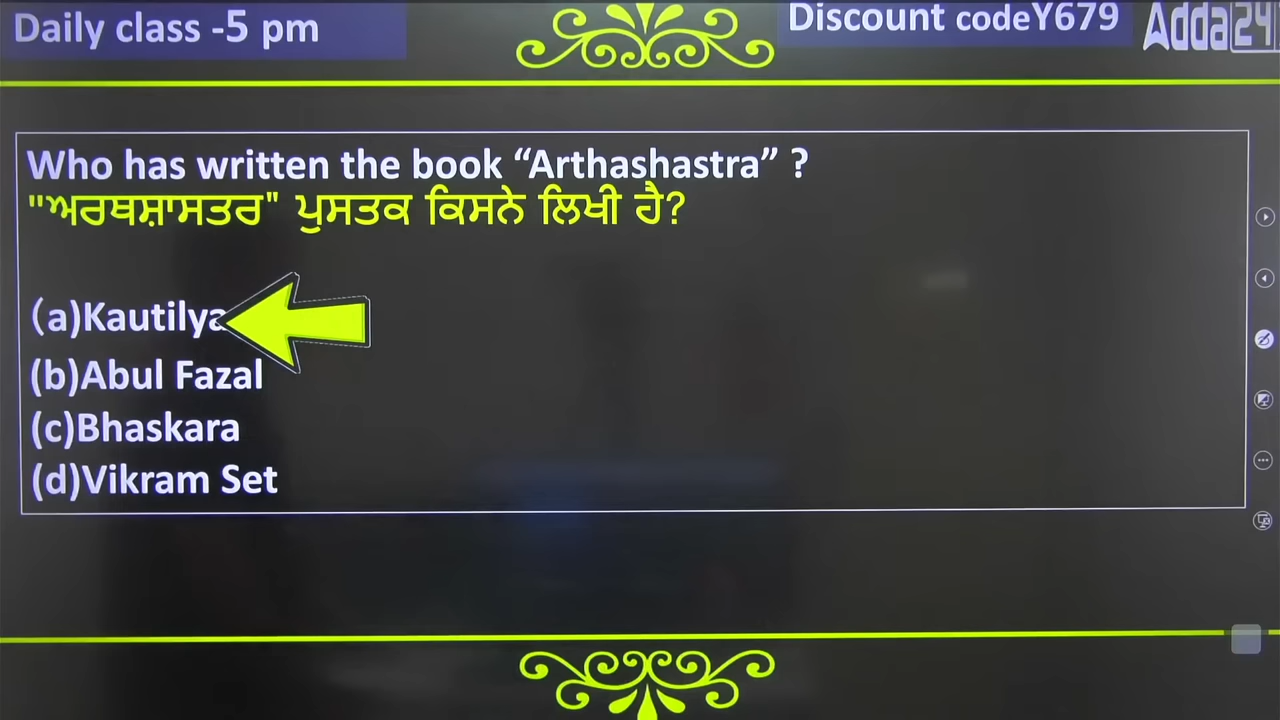 Daily class -5 pm
Discount codeY679
Adda24
Who has written the book “Arthashastra” ?
"ਅਰਥਸ਼ਾਸਤਰ" ਪੁਸਤਕ ਕਿਸਨੇ ਲਿਖੀ ਹੈ?
(a)Kautilya
(b)Abul Fazal
(c)Bhaskara
(d)Vikram Set